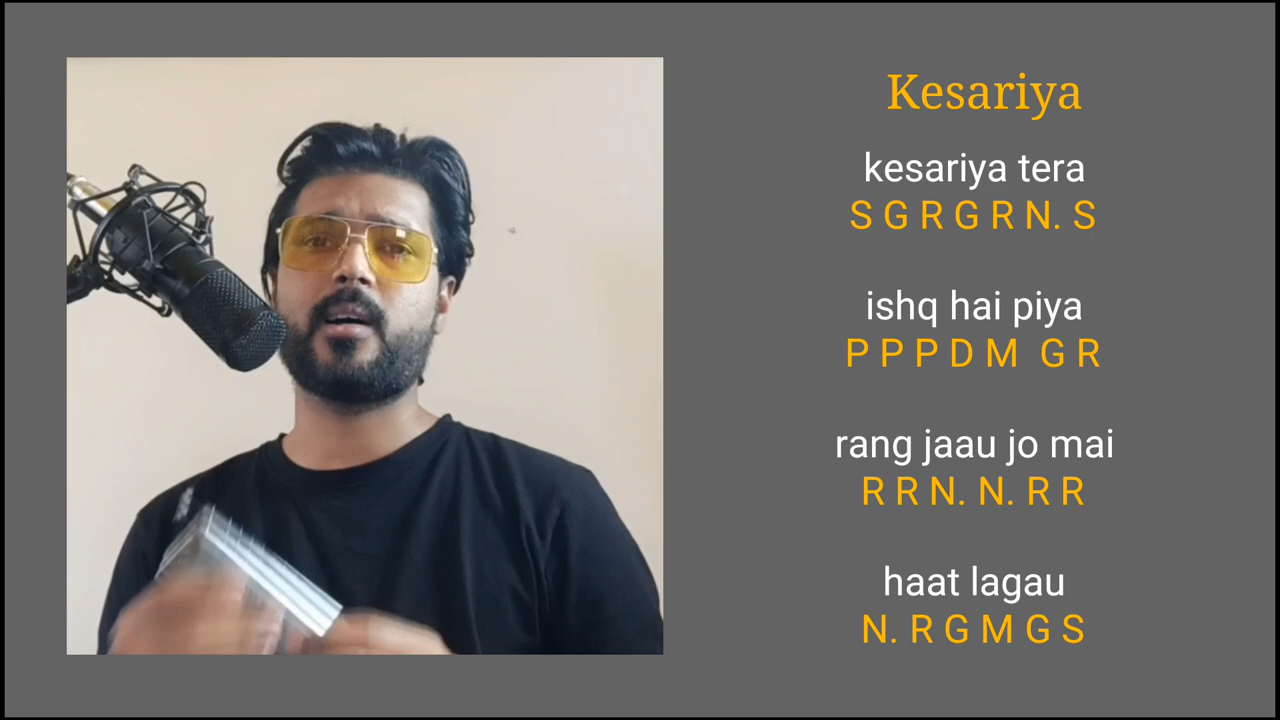 Kesariya
kesariya tera
S G R G R N. S
ishq hai piya
P P P D M  G R
rang jaau jo mai
R R N. N. R R
haat lagau
N. R G M G S